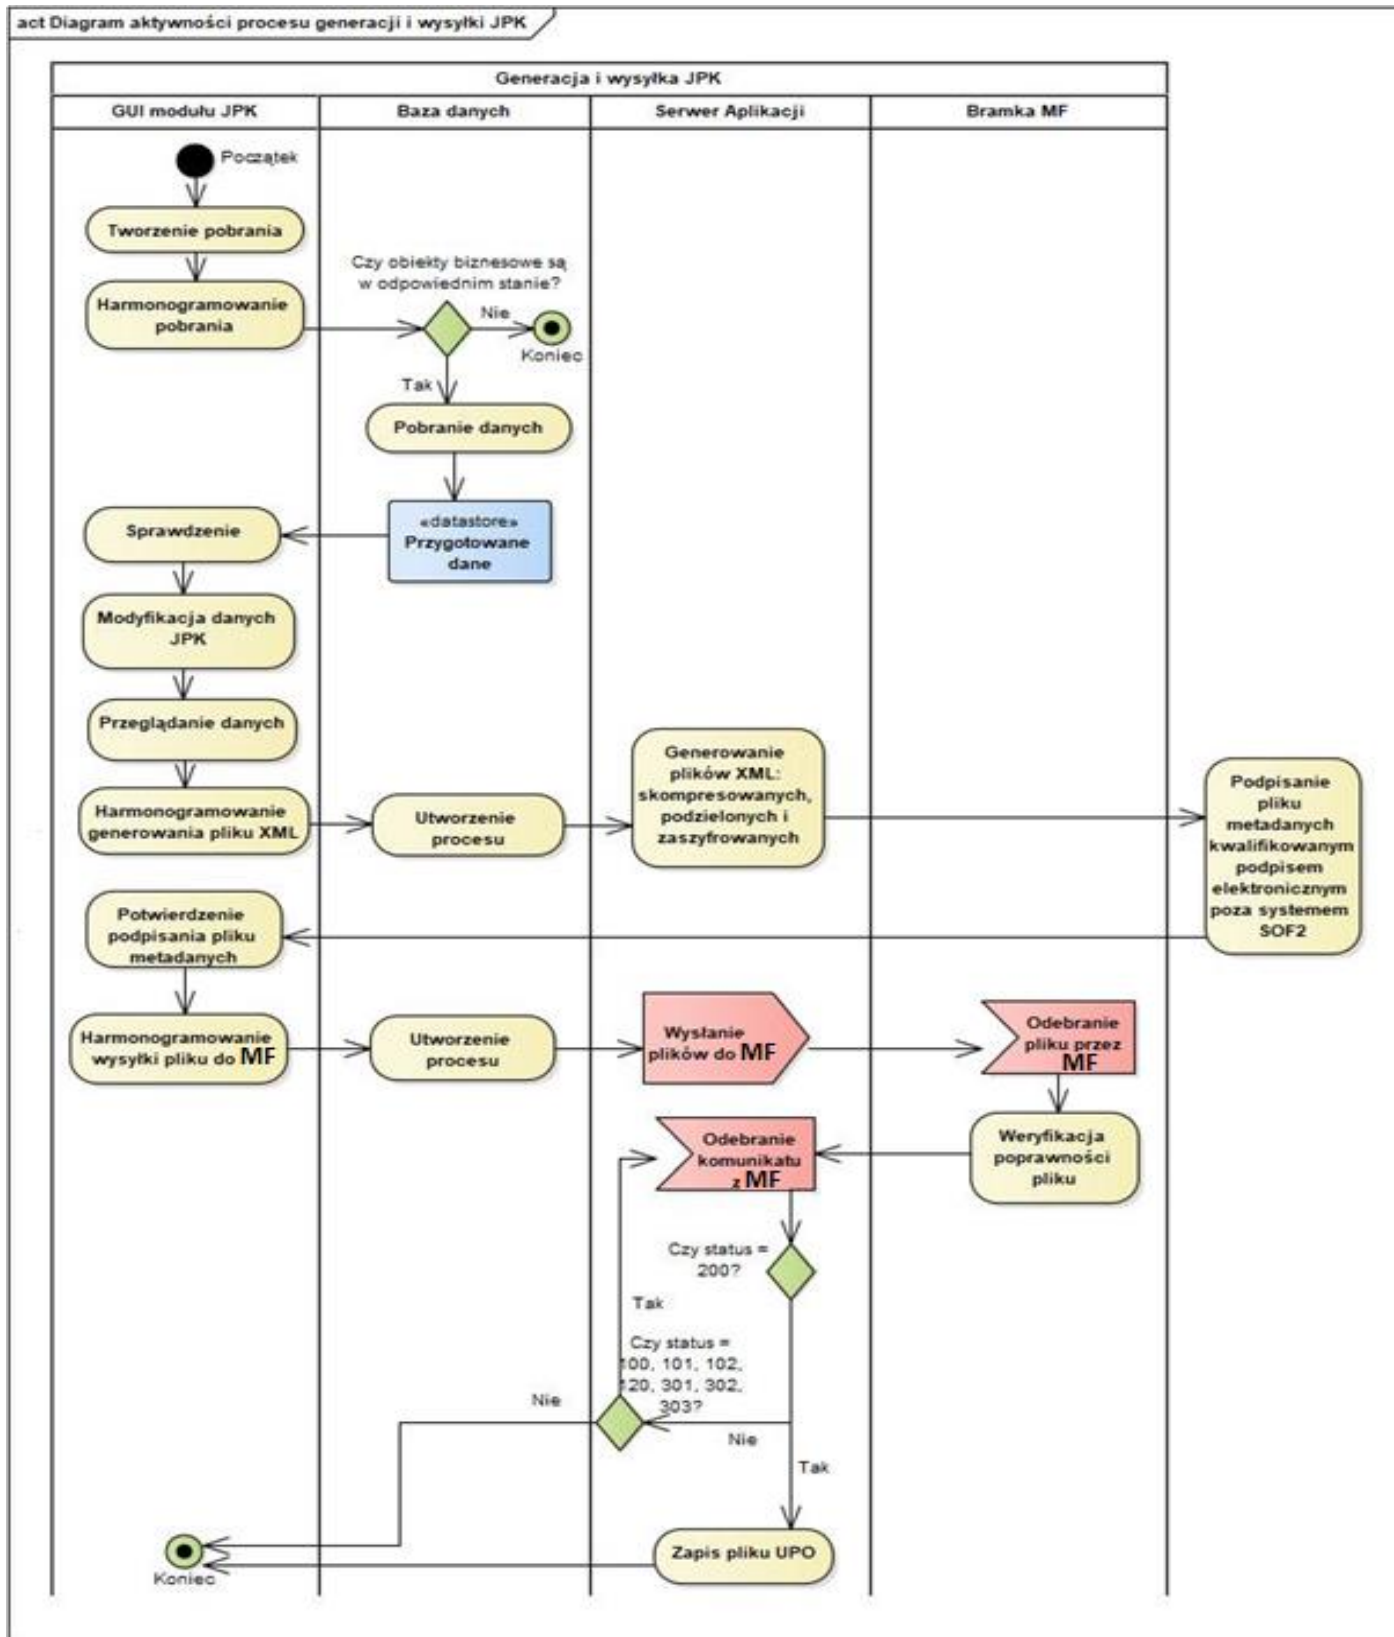 act Diagram aktywności procesu generacji i wysyłki JPK
Generacja i wysyłka JPK
GUI modułu JPK
Baza danych
Serwer Aplikacji
Bramka MF
Początek
Tworzenie pobrania
Harmonogramowanie
pobrania
Czy obiekty biznesowe są
w odpowiednim stanie?
Nie
Koniec
Tak
Pobranie danych
«datastore»
Przygotowane
dane
Sprawdzenie
Modyfikacja danych
JPK
Przeglądanie danych
Harmonogramowanie
generowania pliku XML
Utworzenie
procesu
Generowanie
plików XML:
skompresowanych,
podzielonych i
zaszyfrowanych
Podpisanie
pliku
metadanych
kwalifikowanym
podpisem
elektronicznym
poza systemem
SOF2
Potwierdzenie
podpisania pliku
metadanych
Harmonogramowanie
wysyłki pliku do MF
Utworzenie
procesu
Wysłanie
plików do MF
Odebranie
pliku przez
MF
Weryfikacja
poprawności
pliku
Odebranie
komunikatu
z MF
Czy status =
200?
Tak
Czy status =
100, 101, 102,
120, 301, 302,
303?
Nie
Nie
Tak
Zapis pliku UPO
Koniec